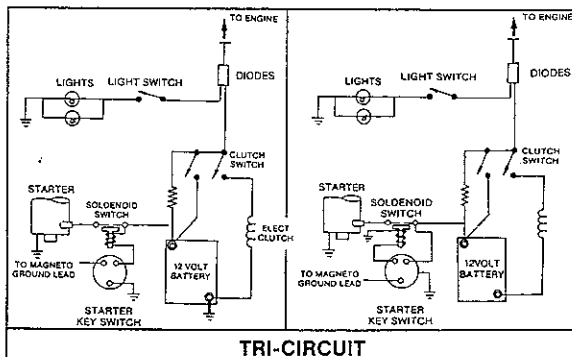 TO ENGINE
DIODES
LIGHTS
LIGHT SWITCH
CLUTCH
SWITCH
STARTER
SOLDENOID
SWITCH
ELECT
CLUTCH
12 VOLT
BATTERY
TO MAGNETO
GROUND LEAD
STARTER
KEY SWITCH
TO ENGINE
DIODES
LIGHTS
LIGHT SWITCH
CLUTCH
SWITCH
STARTER
SOLDENOID
SWITCH
12VOLT
BATTERY
TO MAGNETO
GROUND LEAD
STARTER
KEY SWITCH
TRI-CIRCUIT